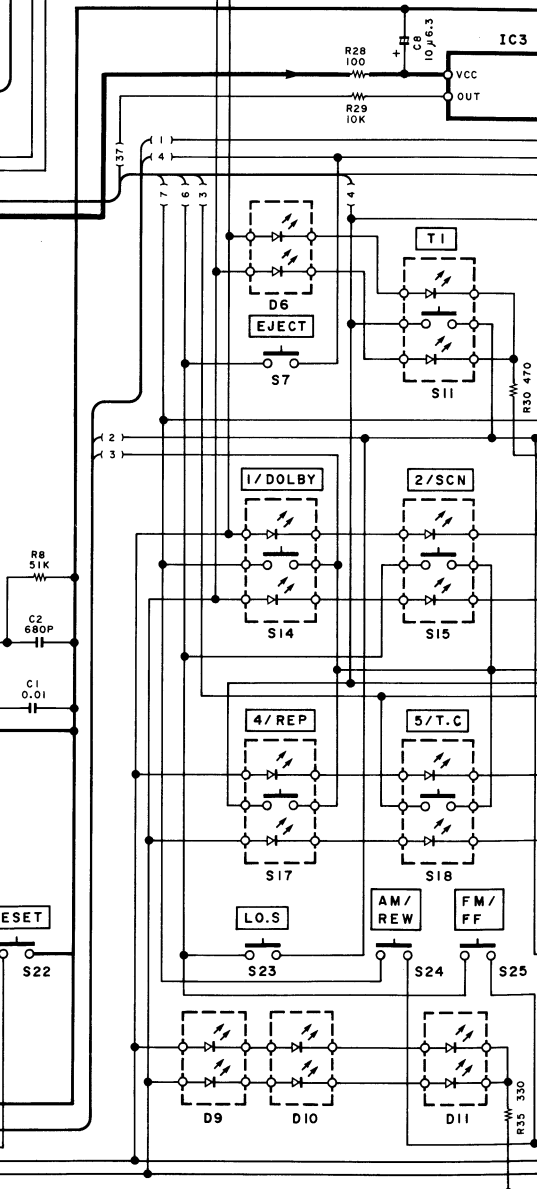 IC3
C8
10µ6.3
+
R28
100
VCC
OUT
R29
10K
37
1
4
7
6
3
4
D6
T1
EJECT
S7
S11
R30 470
2
3
1/DOLBY
2/SCN
R8
51K
C2
680P
S14
S15
C1
0.01
4/REP
5/T.C
S17
S18
ESET
S22
LO.S
AM/
REW
FM/
FF
S23
S24
S25
D9
D10
D11
R35 330